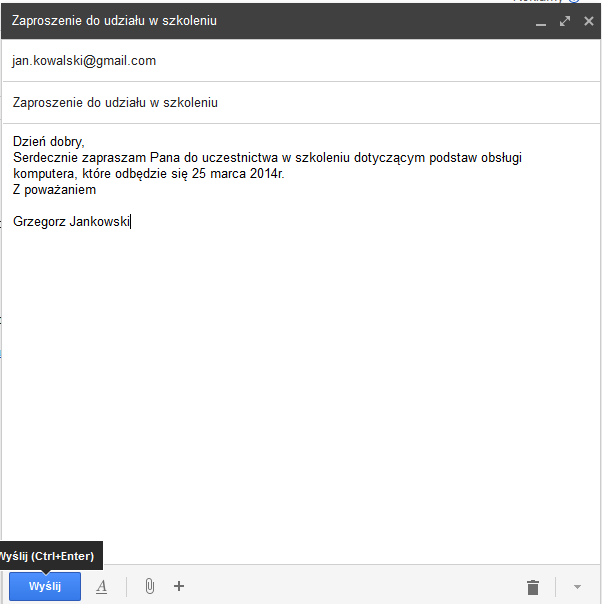 Zaproszenie do udziału w szkoleniu
jan.kowalski@gmail.com
Zaproszenie do udziału w szkoleniu
Dzień dobry,
Serdecznie zapraszam Pana do uczestnictwa w szkoleniu dotyczącym podstaw obsługi
komputera, które odbędzie się 25 marca 2014r.
Z poważaniem
Grzegorz Jankowski
Wyślij (Ctrl+Enter)
Wyślij
A